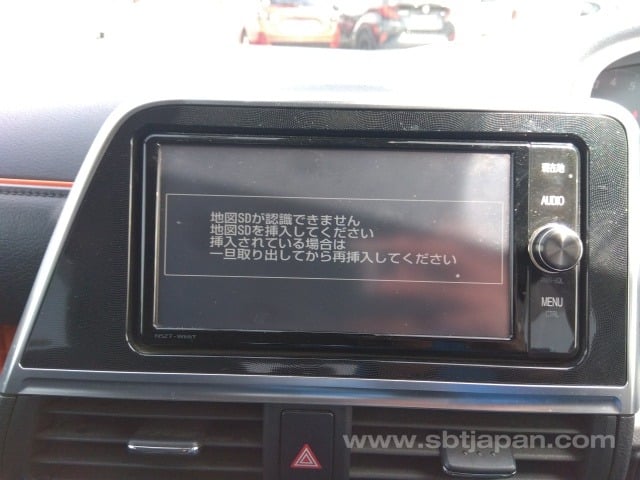 地図SDが認識できません
地図SDを挿入してください
挿入されている場合は
一旦取り出してから再挿入してください
現在地
AUDIO
MENU
CTRL
www.sbtjapan.com